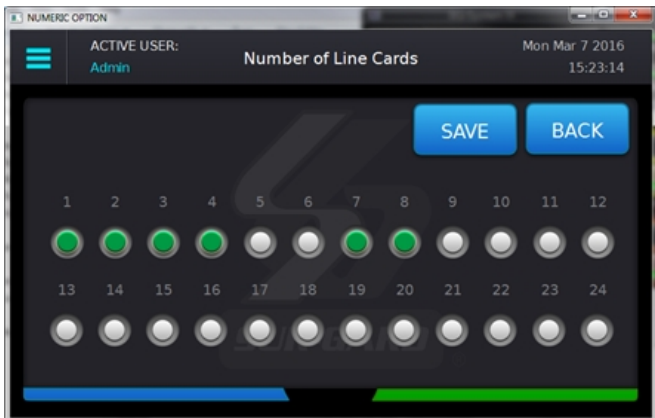 NUMERIC OPTION
ACTIVE USER:
Admin
Number of Line Cards
Mon Mar 7 2016
15:23:14
SAVE BACK
1 2 3 4 5 6 7 8 9 10 11 12
13 14 15 16 17 18 19 20 21 22 23 24